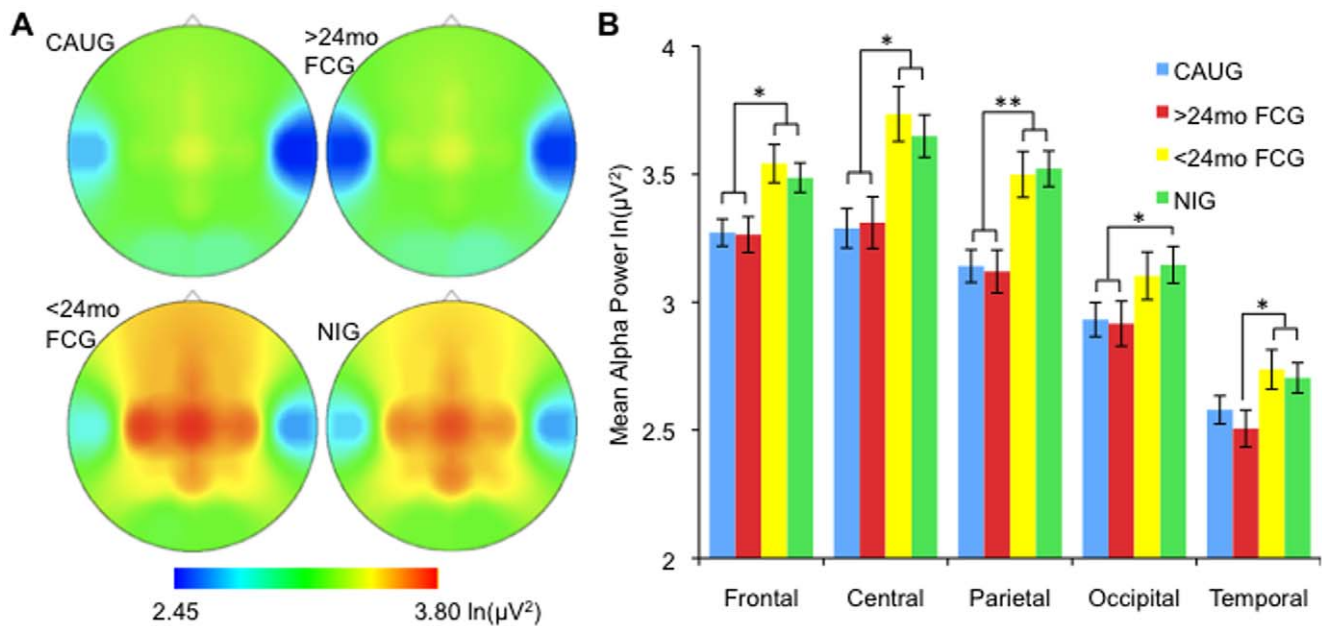 A
CAUG
>24mo
FCG
<24mo
FCG
NIG
2.45
3.80 ln(µV²)
B
Mean Alpha Power ln(µV²)
4
3.5
3
2.5
2
*
*
**
*
*
CAUG
>24mo FCG
<24mo FCG
NIG
Frontal
Central
Parietal
Occipital
Temporal